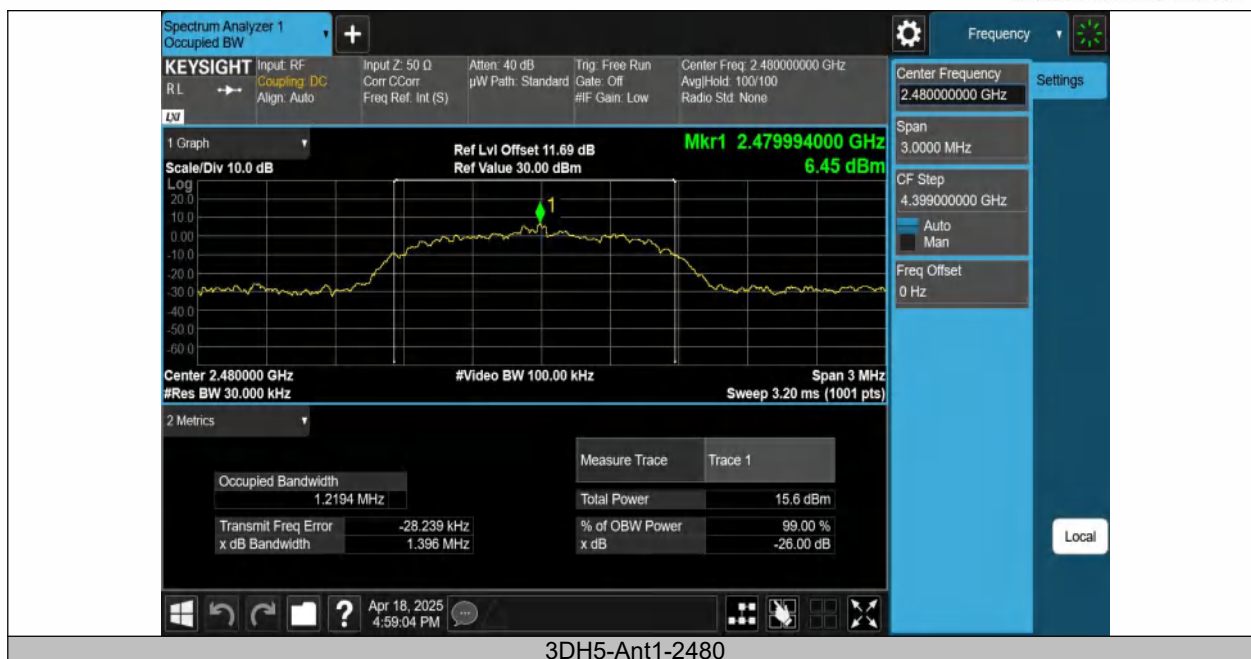 Spectrum Analyzer 1
Occupied BW
+
Frequency
KEYSIGHT
RL
LXI
Input: RF
Coupling: DC
Align: Auto
Input Z: 50 Ω
Corr CCorr
Freq Ref: Int (S)
Atten: 40 dB
µW Path: Standard
Trig: Free Run
Gate: Off
#IF Gain: Low
Center Freq: 2.480000000 GHz
Avg|Hold: 100/100
Radio Std: None
Center Frequency
2.480000000 GHz
Settings
Span
3.0000 MHz
CF Step
4.399000000 GHz
Auto
Man
Freq Offset
0 Hz
Local
1 Graph
Scale/Div 10.0 dB
Ref Lvl Offset 11.69 dB
Ref Value 30.00 dBm
Mkr1 2.479994000 GHz
6.45 dBm
Log
20.0
10.0
0.00
-10.0
-20.0
-30.0
-40.0
-50.0
-60.0
1
Center 2.480000 GHz
#Res BW 30.000 kHz
#Video BW 100.00 kHz
Span 3 MHz
Sweep 3.20 ms (1001 pts)
2 Metrics
Measure Trace Trace 1
Occupied Bandwidth
1.2194 MHz
Total Power 15.6 dBm
Transmit Freq Error -28.239 kHz
% of OBW Power 99.00 %
x dB Bandwidth 1.396 MHz
x dB -26.00 dB
?
Apr 18, 2025
4:59:04 PM
3DH5-Ant1-2480